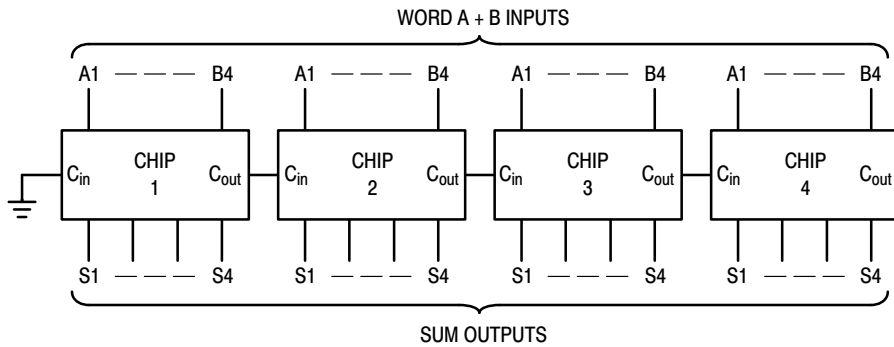 WORD A + B INPUTS
A1 — — — B4 A1 — — — B4 A1 — — — B4 A1 — — — B4
CHIP CHIP CHIP CHIP
Cin Cout Cin Cout Cin Cout Cin Cout
1 2 3 4
S1 — — — S4 S1 — — — S4 S1 — — — S4 S1 — — — S4
SUM OUTPUTS